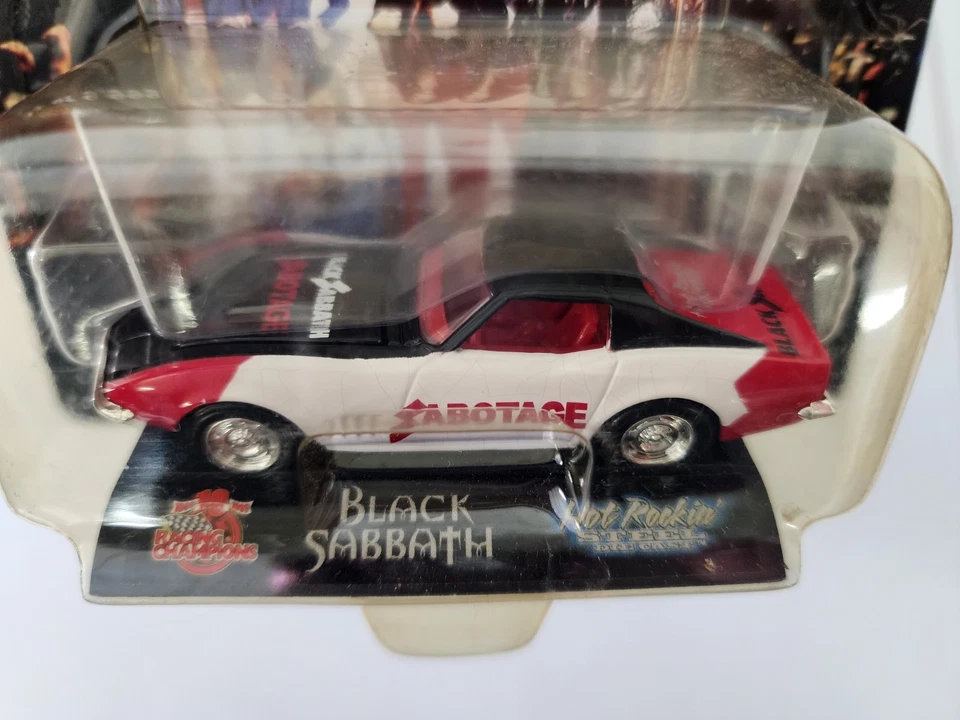 BLACK SABBATH
SABOTAGE
BLACK
SABOTAGE
RACING
CHAMPIONS
BLACK
SABBATH
Hot Rockin'
STEEL